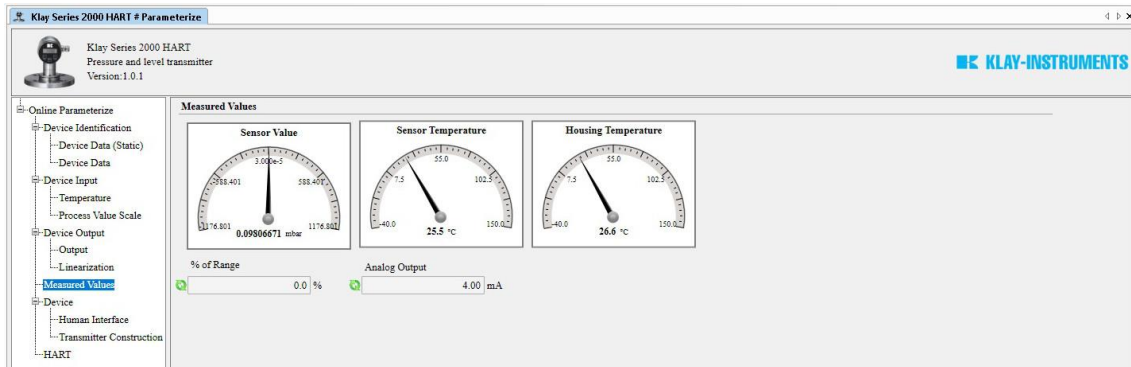 Klay Series 2000 HART # Parameterize
Klay Series 2000 HART
Pressure and level transmitter
Version:1.0.1
KLAY-INSTRUMENTS
Online Parameterize
Device Identification
Device Data (Static)
Device Data
Device Input
Temperature
Process Value Scale
Device Output
Output
Linearization
Measured Values
Device
Human Interface
Transmitter Construction
HART
Measured Values
Sensor Value
3.000e-5
-588.401 588.401
-1176.801 1176.801
0.09806671 mbar
Sensor Temperature
55.0
7.5 102.5
-40.0 150.0
25.5 °C
Housing Temperature
55.0
7.5 102.5
-40.0 150.0
26.6 °C
% of Range
0.0 %
Analog Output
4.00 mA